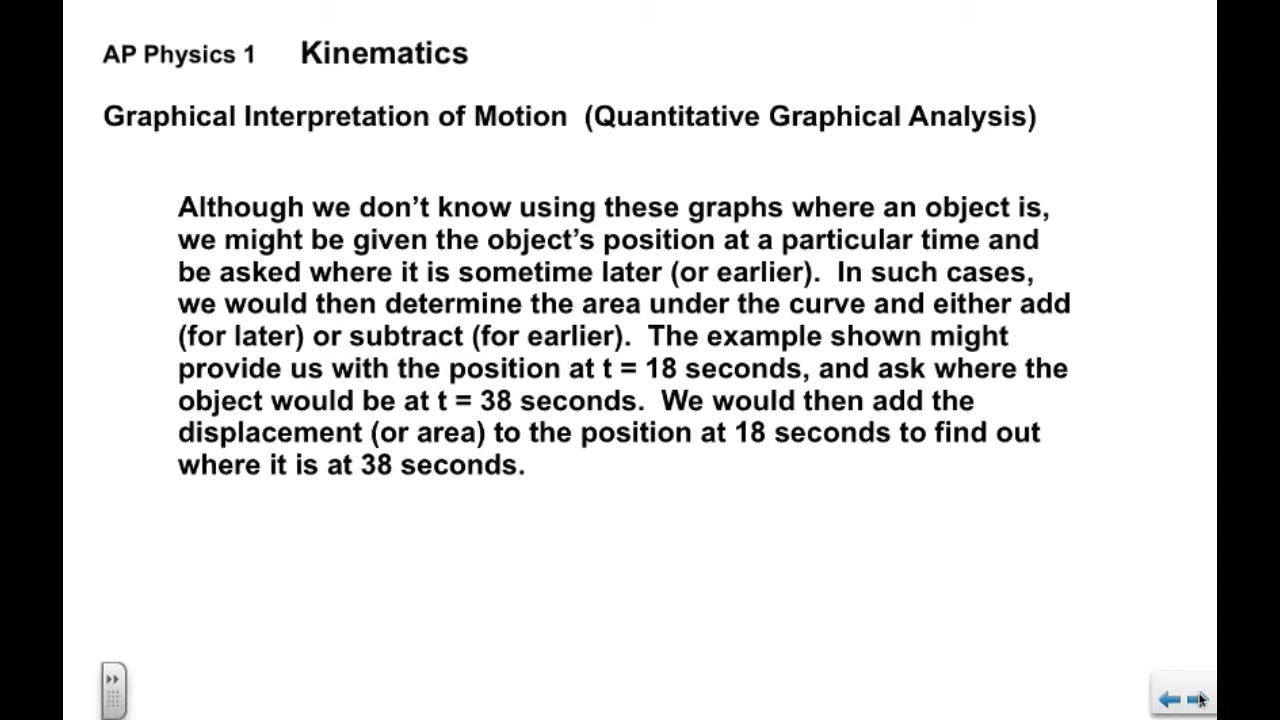 AP Physics 1 Kinematics
Graphical Interpretation of Motion (Quantitative Graphical Analysis)
Although we don’t know using these graphs where an object is,
we might be given the object’s position at a particular time and
be asked where it is sometime later (or earlier). In such cases,
we would then determine the area under the curve and either add
(for later) or subtract (for earlier). The example shown might
provide us with the position at t = 18 seconds, and ask where the
object would be at t = 38 seconds. We would then add the
displacement (or area) to the position at 18 seconds to find out
where it is at 38 seconds.